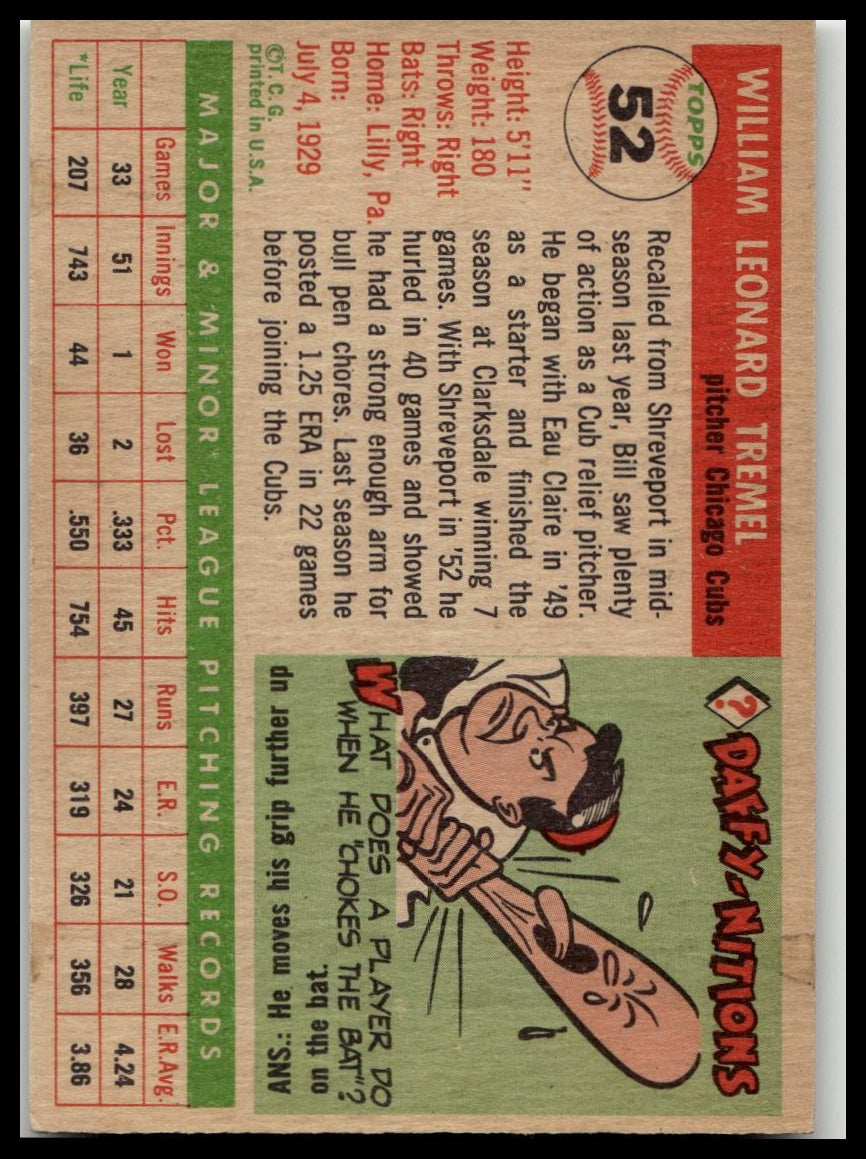 TOPPS
52
WILLIAM LEONARD TREMEL
pitcher Chicago Cubs
Height: 5'11"
Weight: 180
Throws: Right
Bats: Right
Home: Lilly, Pa.
Born:
July 4, 1929
©T. C. G.
printed in U.S.A.
Recalled from Shreveport in mid-
season last year, Bill saw plenty
of action as a Cub relief pitcher.
He began with Eau Claire in '49
as a starter and finished the
season at Clarksdale winning 7
games. With Shreveport in '52 he
hurled in 40 games and showed
he had a strong enough arm for
bull pen chores. Last season he
posted a 1.25 ERA in 22 games
before joining the Cubs.
? DAFFY-NITIONS
WHAT DOES A PLAYER DO
WHEN HE "CHOKES THE BAT"?
ANS.: He moves his grip further up
on the bat.
MAJOR & MINOR LEAGUE PITCHING RECORDS
Games Innings Won Lost Pct. Hits Runs E.R. S.O. Walks E.R.Avg.
Year 33 51 1 2 .333 45 27 24 21 28 4.24
*Life 207 743 44 36 .550 754 397 319 326 356 3.86